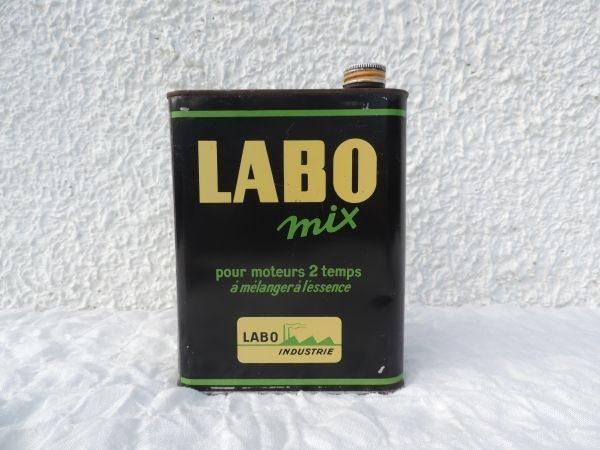 LABO
mix
pour moteurs 2 temps
à mélanger à l'essence
LABO
INDUSTRIE